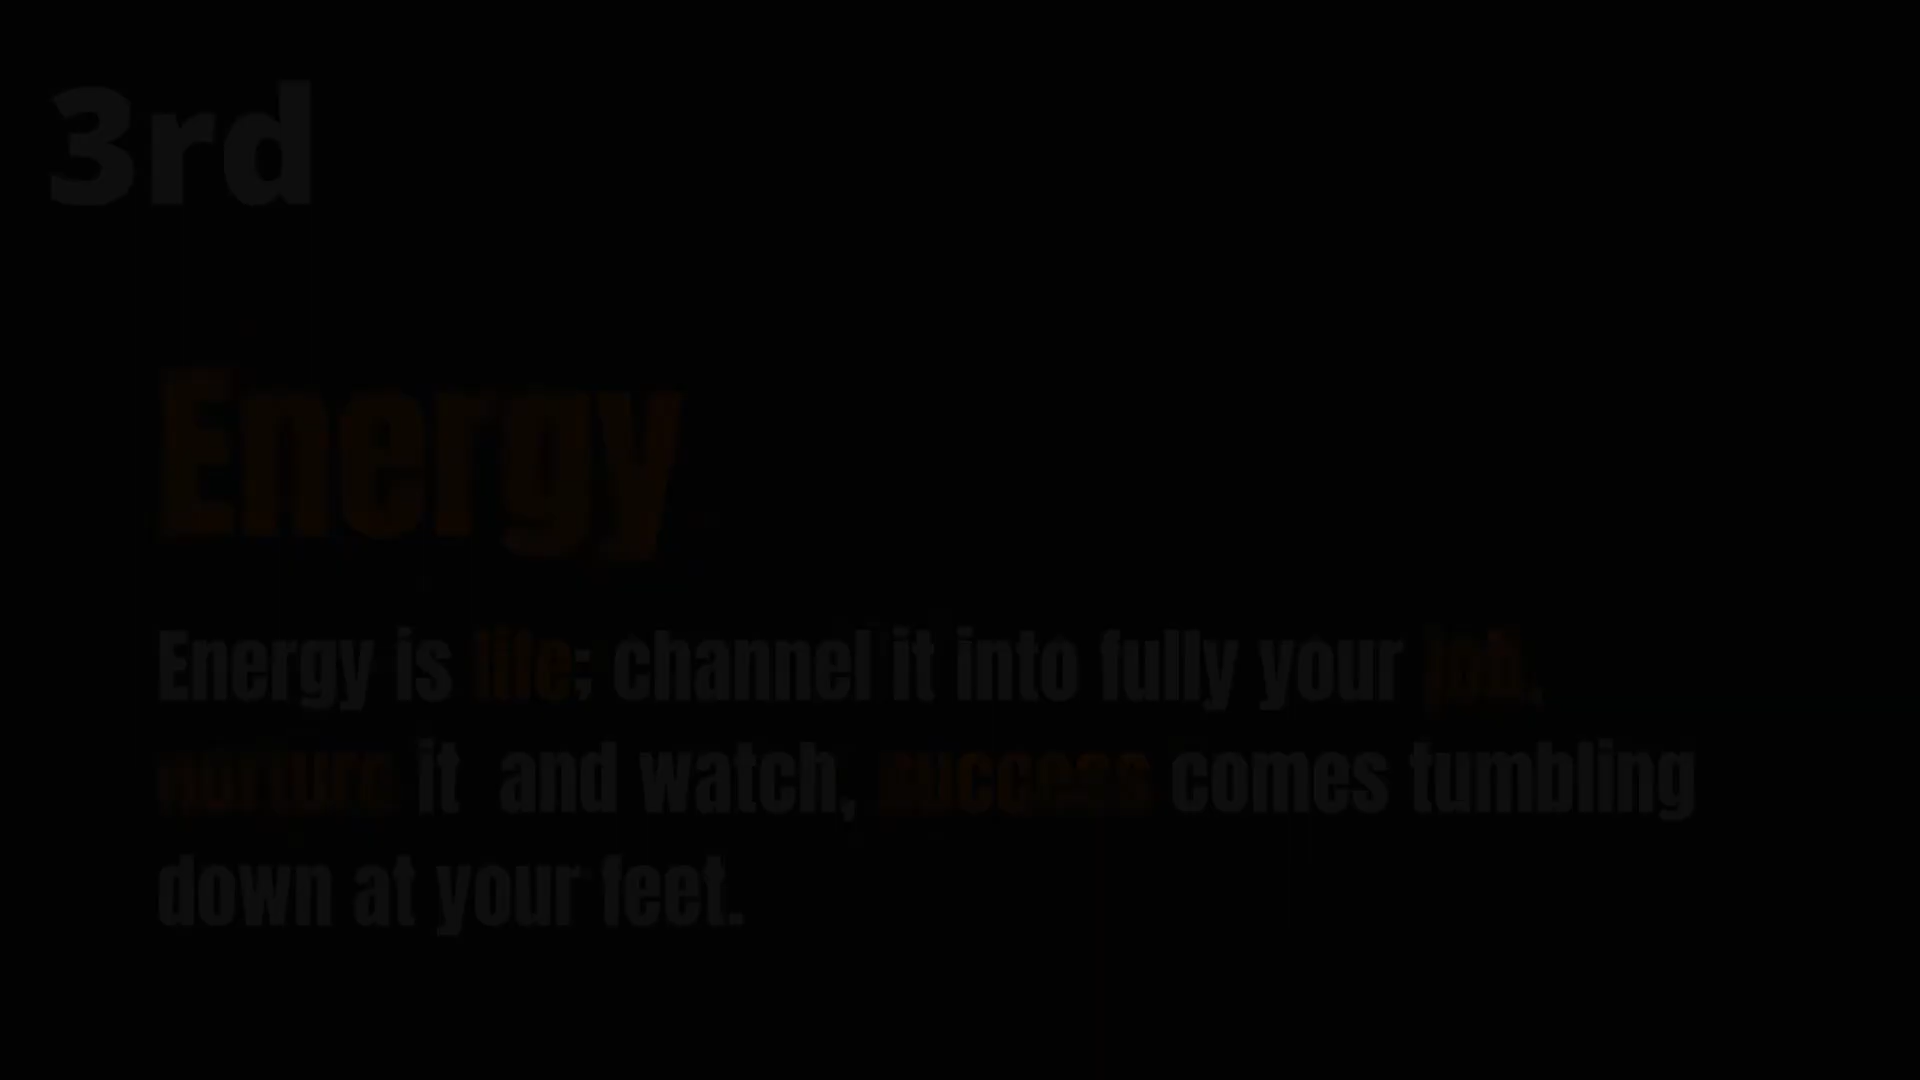 3rd
Energy
Energy is life; channel it into fully your job,
nurture it and watch, success comes tumbling
down at your feet.